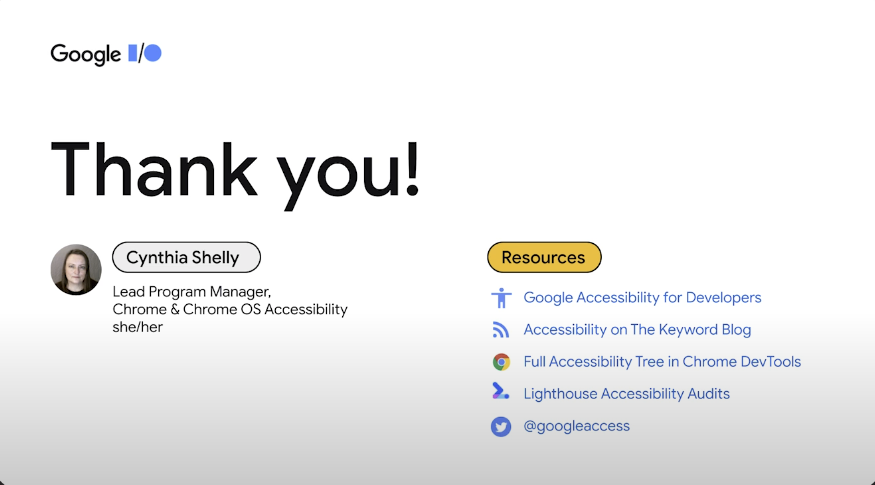 Google I/O
Thank you!
Cynthia Shelly
Lead Program Manager,
Chrome & Chrome OS Accessibility
she/her
Resources
Google Accessibility for Developers
Accessibility on The Keyword Blog
Full Accessibility Tree in Chrome DevTools
Lighthouse Accessibility Audits
@googleaccess